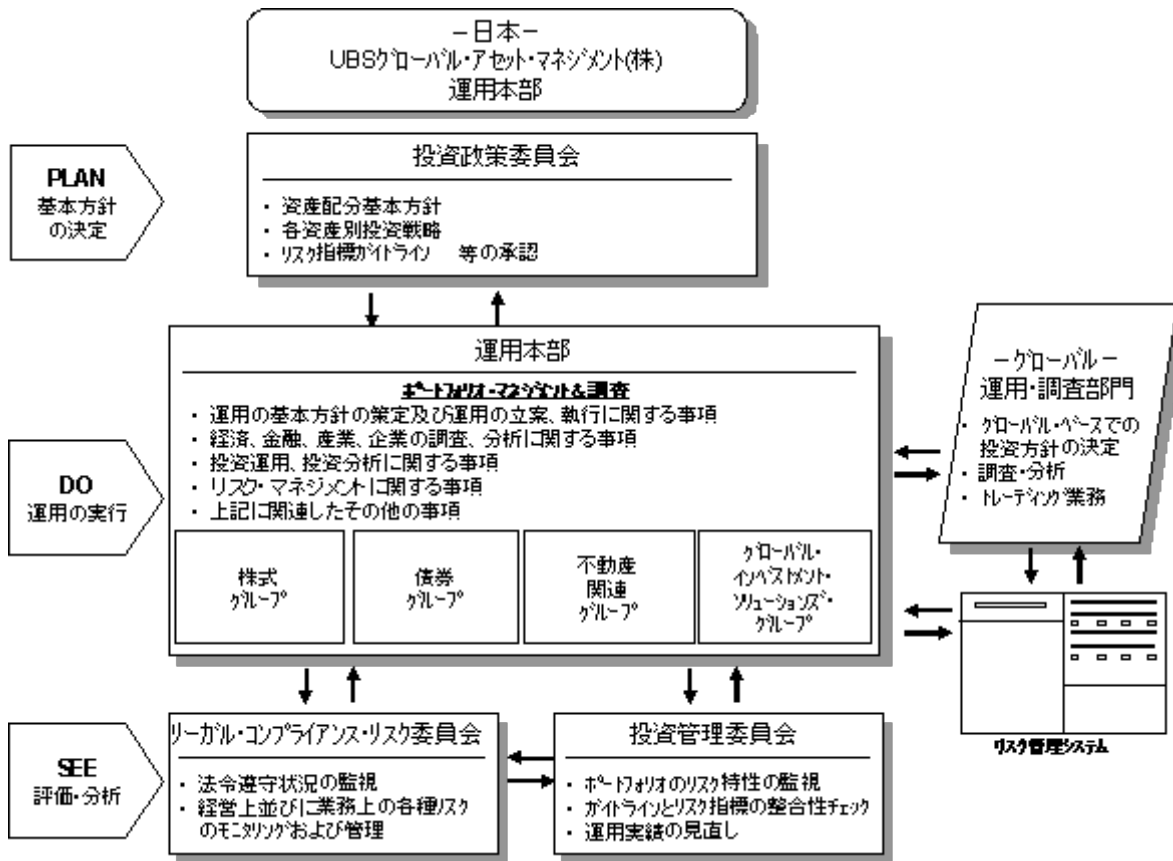 －日本－
UBSグローバル・アセット・マネジメント(株)
運用本部
PLAN
基本方針
の決定
投資政策委員会
・ 資産配分基本方針
・ 各資産別投資戦略
・ リスク指標ガイドライン 等の承認
DO
運用の実行
運用本部
ポートフォリオ・マネジメント&調査
・ 運用の基本方針の策定及び運用の立案、執行に関する事項
・ 経済、金融、産業、企業の調査、分析に関する事項
・ 投資運用、投資分析に関する事項
・ リスク・マネジメントに関する事項
・ 上記に関連したその他の事項
株式
グループ
債券
グループ
不動産
関連
グループ
グローバル・
インベストメント・
ソリューションズ・
グループ
－グローバル－
運用・調査部門
・ グローバル・ベースでの
投資方針の決定
・ 調査・分析
・ トレーディング業務
リスク管理システム
SEE
評価・分析
リーガル・コンプライアンス・リスク委員会
・ 法令遵守状況の監視
・ 経営上並びに業務上の各種リスク
のモニタリングおよび管理
投資管理委員会
・ ポートフォリオのリスク特性の監視
・ ガイドラインとリスク指標の整合性チェック
・ 運用実績の見直し